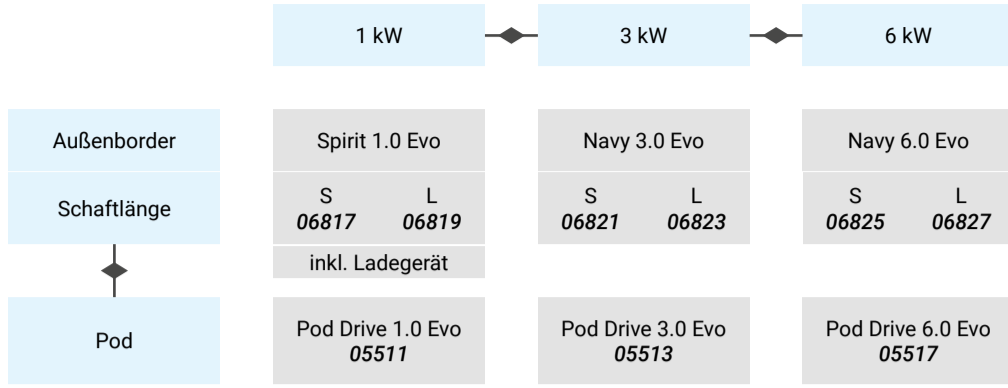 1 kW 3 kW 6 kW
Außenborder Spirit 1.0 Evo Navy 3.0 Evo Navy 6.0 Evo
Schaftlänge
S L S L S L
06817 06819 06821 06823 06825 06827
inkl. Ladegerät
Pod
Pod Drive 1.0 Evo Pod Drive 3.0 Evo Pod Drive 6.0 Evo
05511 05513 05517